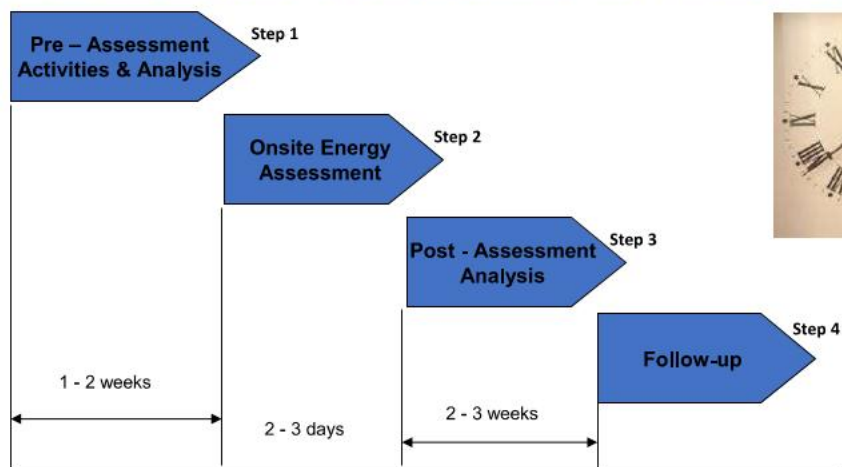 Pre – Assessment
Activities & Analysis
Step 1
Onsite Energy
Assessment
Step 2
Post - Assessment
Analysis
Step 3
Follow-up
Step 4
1 - 2 weeks
2 - 3 days
2 - 3 weeks